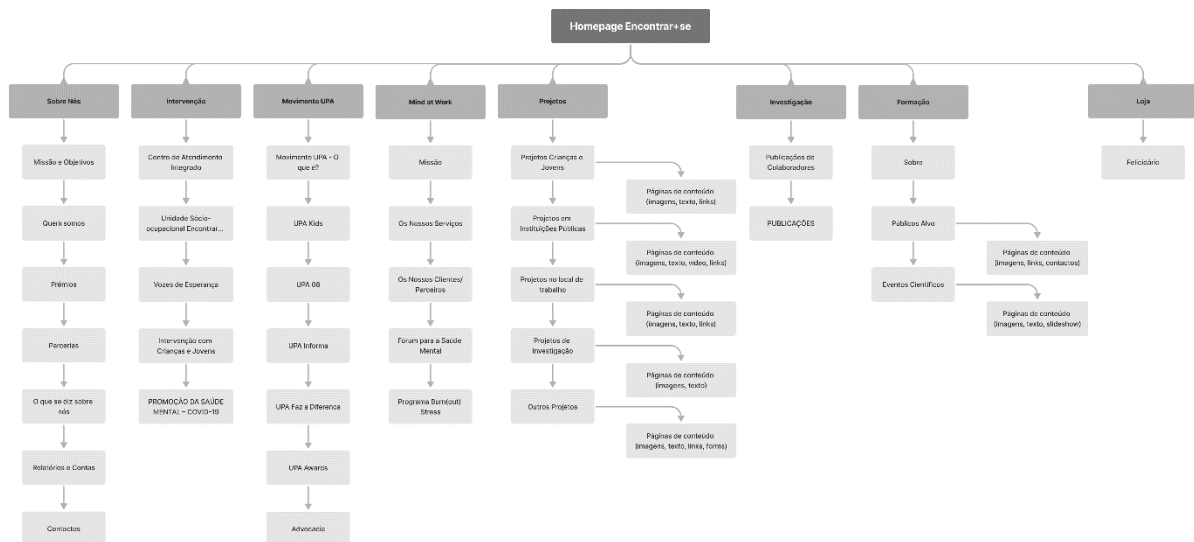 Homepage Encontrar+se
Sobre Nós
Intervenção
Movimento UPA
Mind at Work
Projetos
Investigação
Formação
Loja
Missão e Objetivos
Quem somos
Prémios
Parcerias
O que se diz sobre
nós
Relatórios e Contas
Contactos
Centro de Atendimento
Integrado
Unidade Sócio-
ocupacional Encontrar...
Vozes de Esperança
Intervenção com
Crianças e Jovens
PROMOÇÃO DA SAÚDE
MENTAL – COVID-19
Movimento UPA - O
que é?
UPA Kids
UPA 08
UPA Informa
UPA Faz a Diferença
UPA Awards
Advocacia
Missão
Os Nossos Serviços
Os Nossos Clientes/
Parceiros
Fórum para a Saúde
Mental
Programa Burn(out)
Stress
Projetos Crianças e
Jovens
Páginas de conteúdo
(imagens, texto, links)
Projetos em
Instituições Públicas
Páginas de conteúdo
(imagens, texto, vídeo, links)
Projetos no local de
trabalho
Páginas de conteúdo
(imagens, texto, links)
Projetos de
Investigação
Páginas de conteúdo
(imagens, texto)
Outros Projetos
Páginas de conteúdo
(imagens, texto, links, forms)
Publicações de
Colaboradores
PUBLICAÇÕES
Sobre
Públicos Alvo
Páginas de conteúdo
(imagens, links, contactos)
Eventos Científicos
Páginas de conteúdo
(imagens, texto, slideshow)
Felicidário